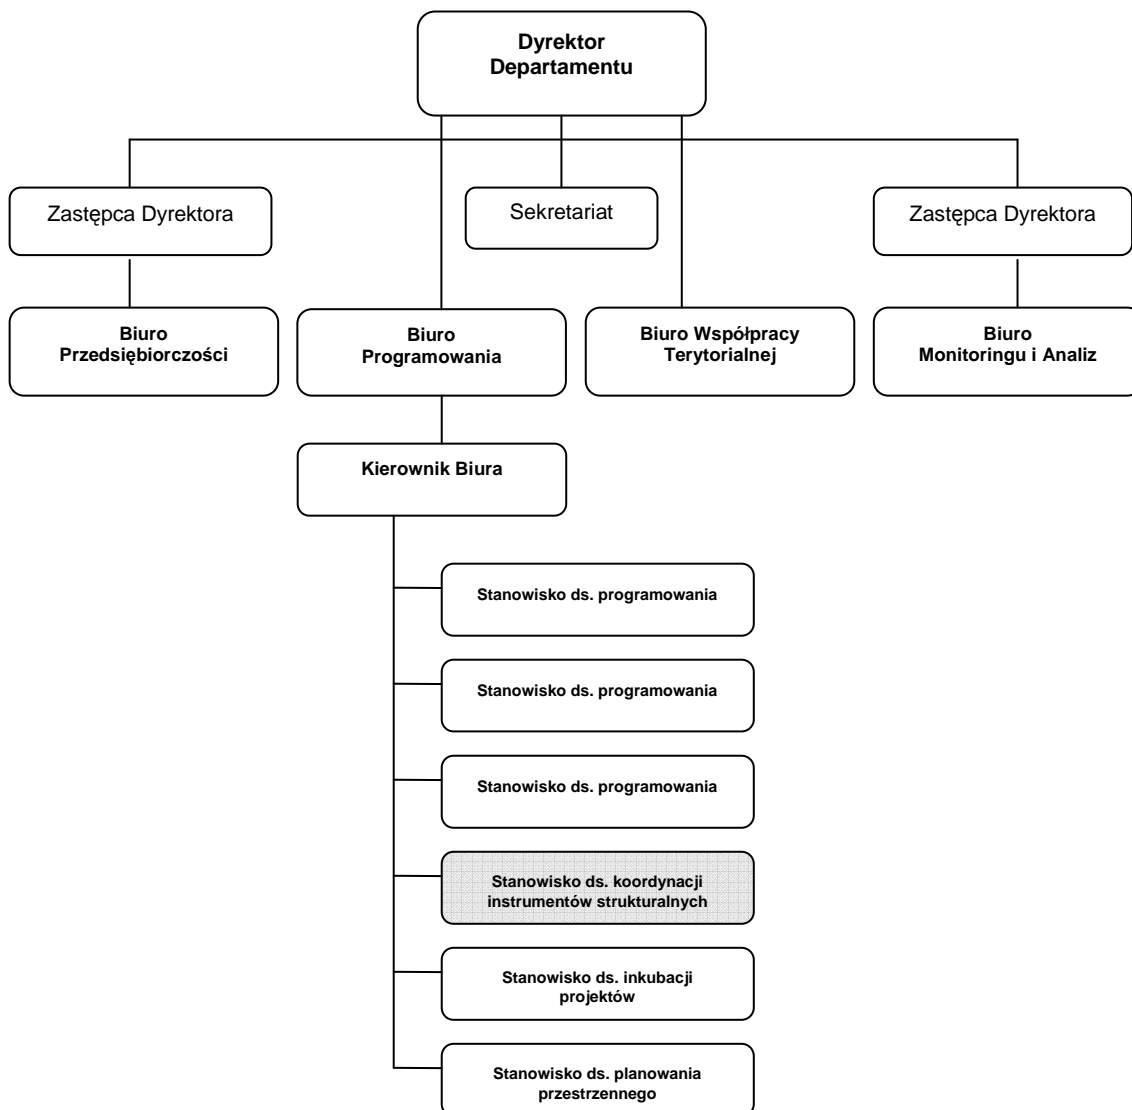 Dyrektor
Departamentu
Zastępca Dyrektora
Sekretariat
Zastępca Dyrektora
Biuro
Przedsiębiorczości
Biuro
Programowania
Biuro Współpracy
Terytorialnej
Biuro
Monitoringu i Analiz
Kierownik Biura
Stanowisko ds. programowania
Stanowisko ds. programowania
Stanowisko ds. programowania
Stanowisko ds. koordynacji
instrumentów strukturalnych
Stanowisko ds. inkubacji
projektów
Stanowisko ds. planowania
przestrzennego